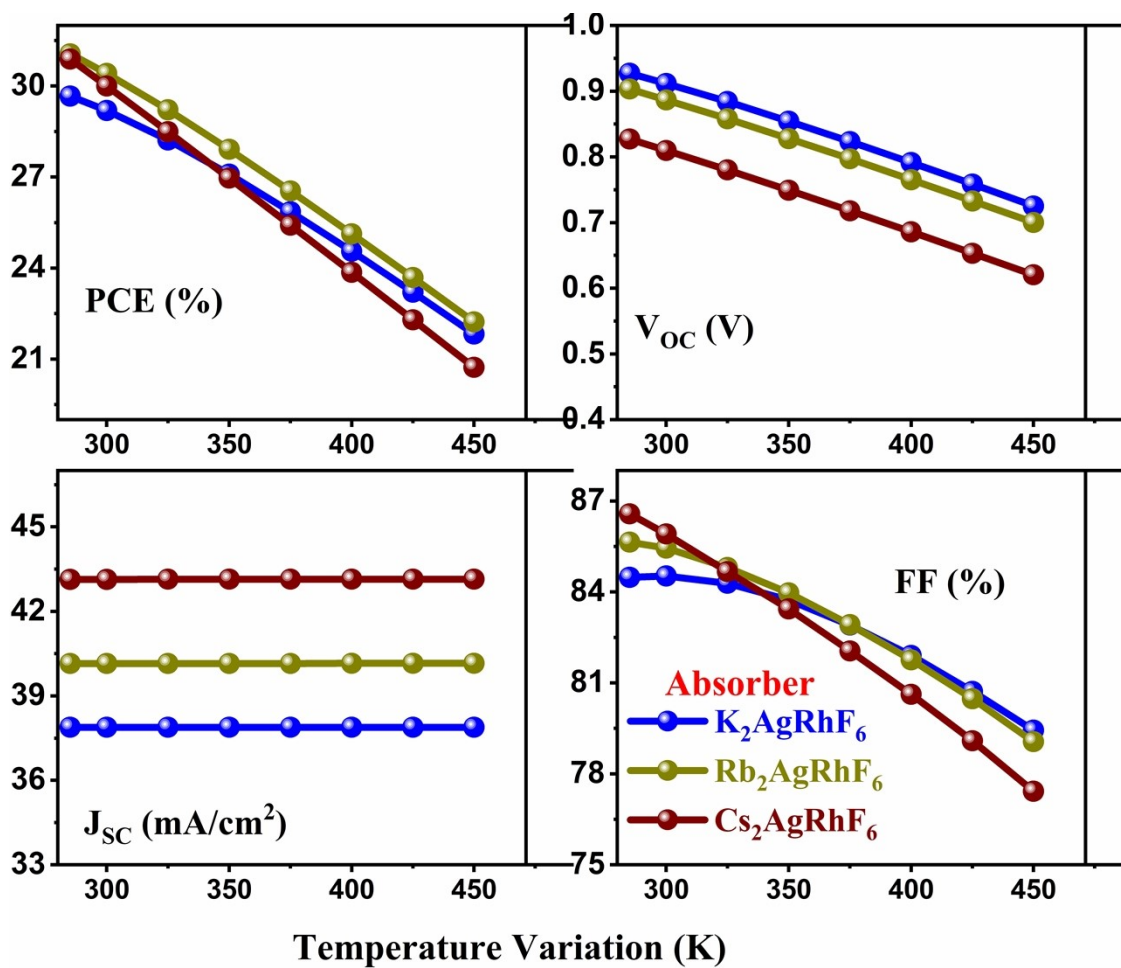 30
27
24
21
PCE (%)
300 350 400 450
1.0
0.9
0.8
0.7
0.6
0.5
0.4
V_OC (V)
300 350 400 450
45
42
39
36
33
J_SC (mA/cm²)
300 350 400 450
87
84
81
78
75
FF (%)
Absorber
K₂AgRhF₆
Rb₂AgRhF₆
Cs₂AgRhF₆
300 350 400 450
Temperature Variation (K)